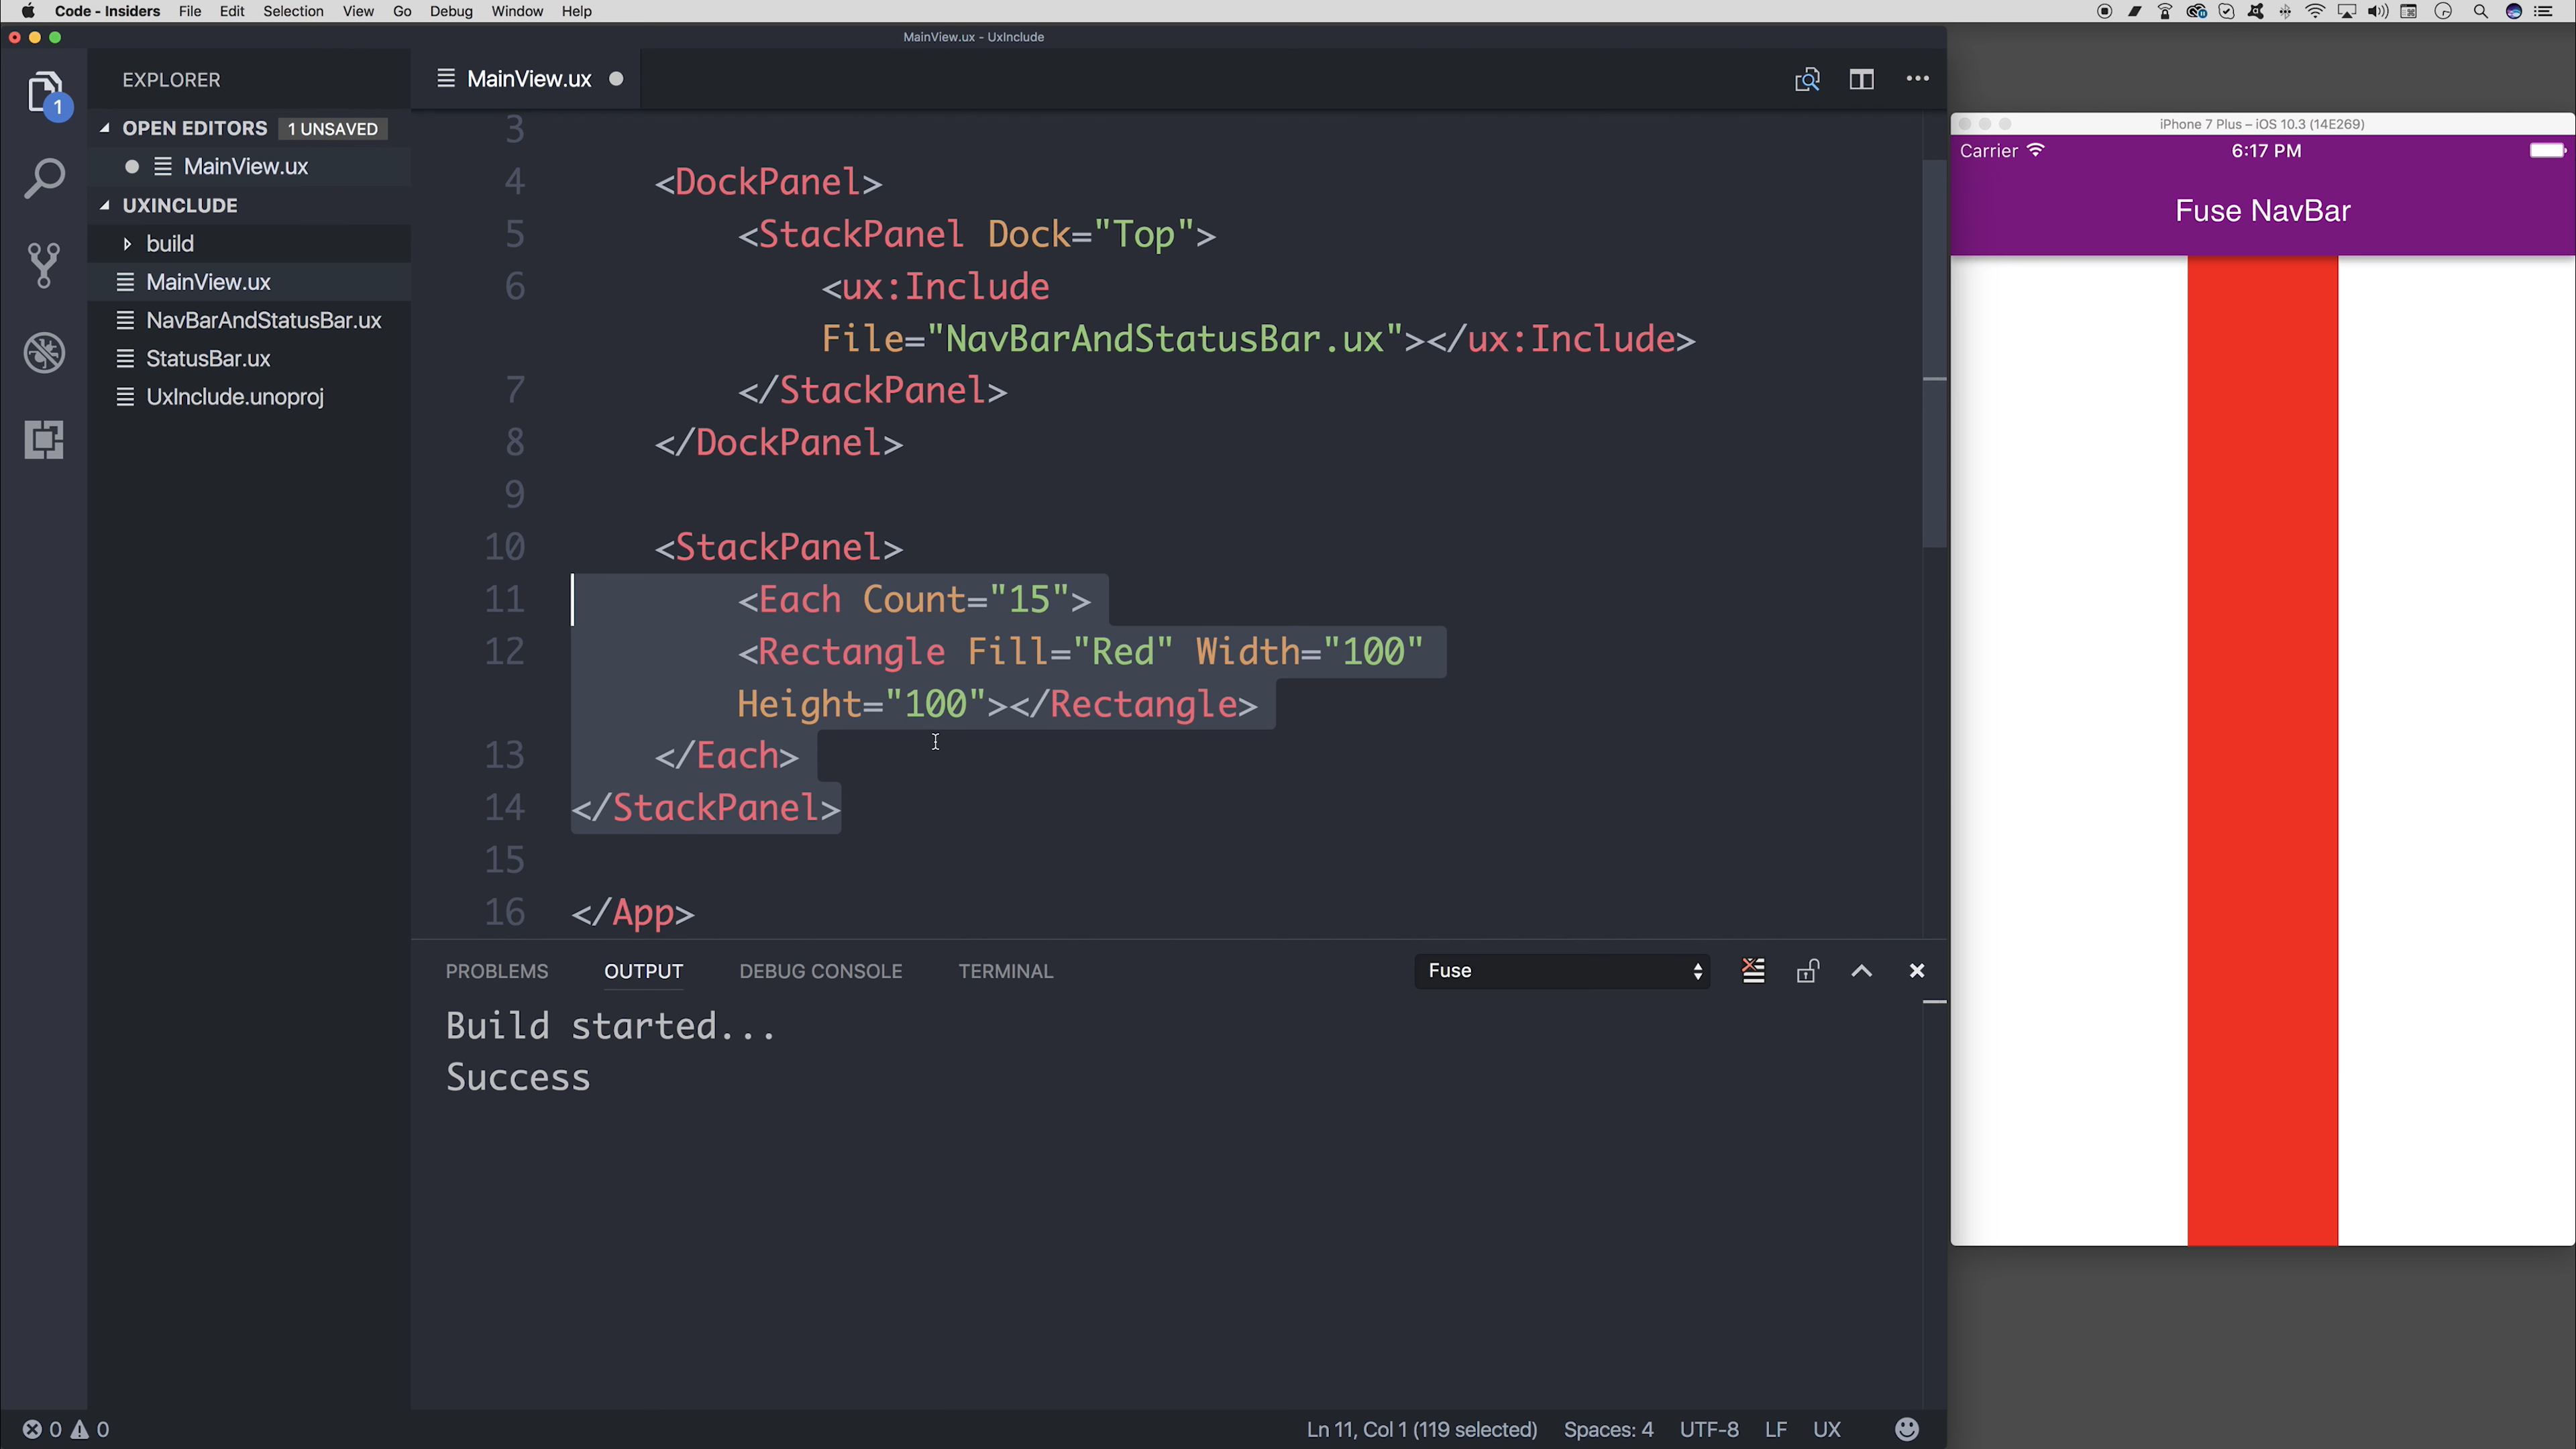 Code - Insiders File Edit Selection View Go Debug Window Help
MainView.ux - UxInclude
EXPLORER
OPEN EDITORS 1 UNSAVED
MainView.ux
UXINCLUDE
build
MainView.ux
NavBarAndStatusBar.ux
StatusBar.ux
UxInclude.unoproj
1
MainView.ux
3
4 <DockPanel>
5 <StackPanel Dock="Top">
6 <ux:Include
File="NavBarAndStatusBar.ux"></ux:Include>
7 </StackPanel>
8 </DockPanel>
9
10 <StackPanel>
11 <Each Count="15">
12 <Rectangle Fill="Red" Width="100"
Height="100"></Rectangle>
13 </Each>
14 </StackPanel>
15
16 </App>
PROBLEMS OUTPUT DEBUG CONSOLE TERMINAL Fuse
Build started...
Success
0 0 Ln 11, Col 1 (119 selected) Spaces: 4 UTF-8 LF UX
iPhone 7 Plus – iOS 10.3 (14E269)
Carrier 6:17 PM
Fuse NavBar